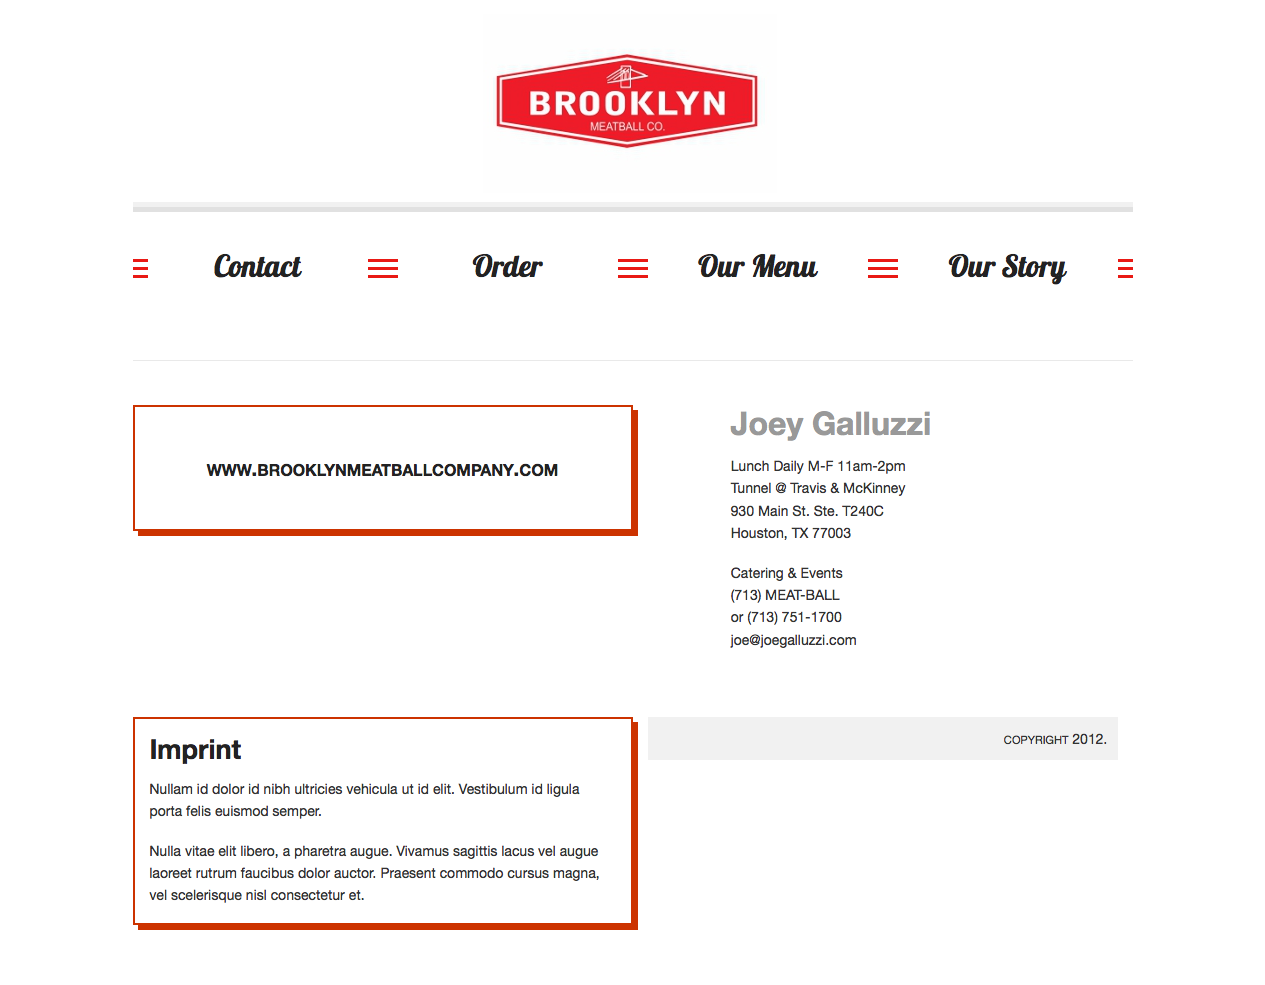 BROOKLYN
MEATBALL CO.
Contact
Order
Our Menu
Our Story
WWW.BROOKLYNMEATBALLCOMPANY.COM
Joey Galluzzi
Lunch Daily M-F 11am-2pm
Tunnel @ Travis & McKinney
930 Main St. Ste. T240C
Houston, TX 77003
Catering & Events
(713) MEAT-BALL
or (713) 751-1700
joe@joegalluzzi.com
Imprint
Nullam id dolor id nibh ultricies vehicula ut id elit. Vestibulum id ligula
porta felis euismod semper.
Nulla vitae elit libero, a pharetra augue. Vivamus sagittis lacus vel augue
laoreet rutrum faucibus dolor auctor. Praesent commodo cursus magna,
vel scelerisque nisl consectetur et.
COPYRIGHT 2012.